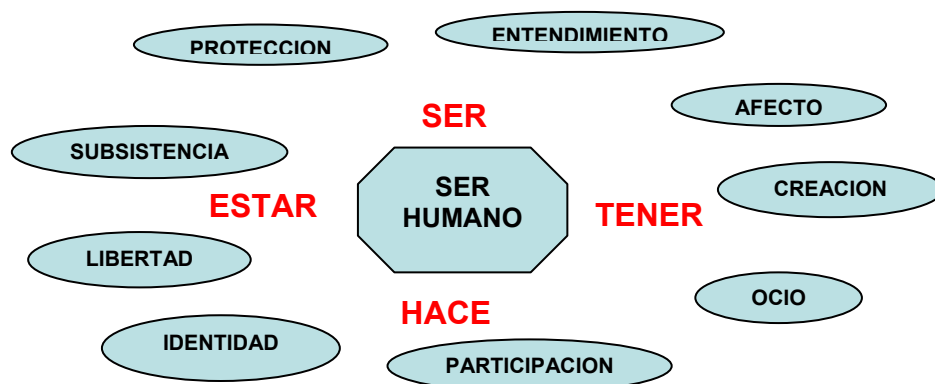 ENTENDIMIENTO
PROTECCION
AFECTO
SER
SUBSISTENCIA
SER
HUMANO
CREACION
ESTAR
TENER
LIBERTAD
OCIO
HACE
IDENTIDAD
PARTICIPACION